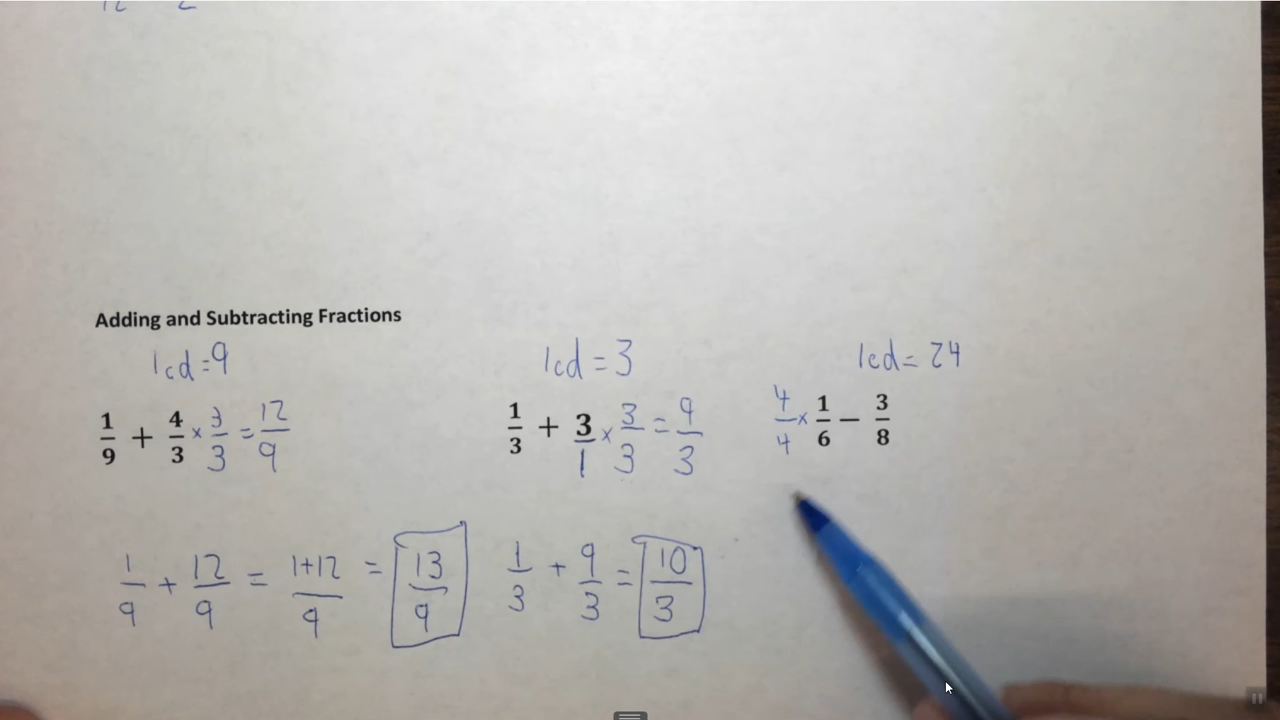 Adding and Subtracting Fractions
lcd=9
1/9 + 4/3 × 3/3 = 12/9
1/9 + 12/9 = 1+12/9 = 13/9
lcd = 3
1/3 + 3/1 × 3/3 = 9/3
1/3 + 9/3 = 10/3
lcd= 24
4/4 × 1/6 − 3/8